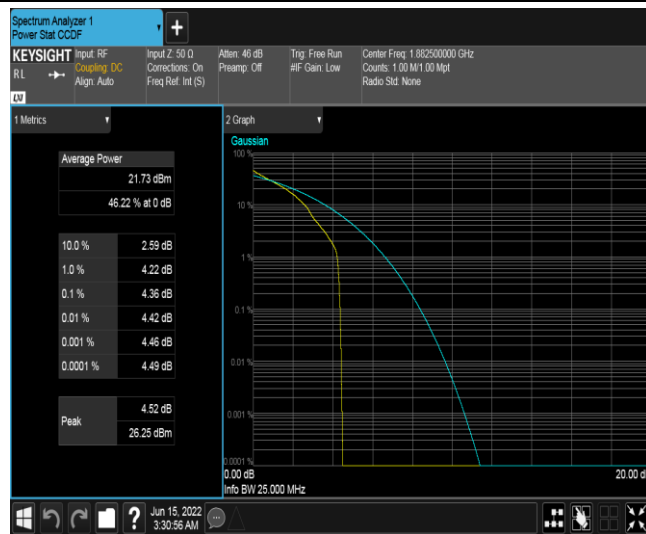 Spectrum Analyzer 1
Power Stat CCDF
+
KEYSIGHT Input: RF Input Z: 50 Ω Atten: 46 dB Trig: Free Run Center Freq: 1.882500000 GHz
RL Coupling: DC Corrections: On Preamp: Off #IF Gain: Low Counts: 1.00 M/1.00 Mpt
Align: Auto Freq Ref: Int (S) Radio Std: None
LXI
1 Metrics
Average Power
21.73 dBm
46.22 % at 0 dB
10.0 % 2.59 dB
1.0 % 4.22 dB
0.1 % 4.36 dB
0.01 % 4.42 dB
0.001 % 4.46 dB
0.0001 % 4.49 dB
Peak 4.52 dB
26.25 dBm
2 Graph
Gaussian
100 %
10 %
1 %
0.1 %
0.01 %
0.001 %
0.0001 %
0.00 dB 20.00 d
Info BW 25.000 MHz
? Jun 15, 2022
3:30:56 AM